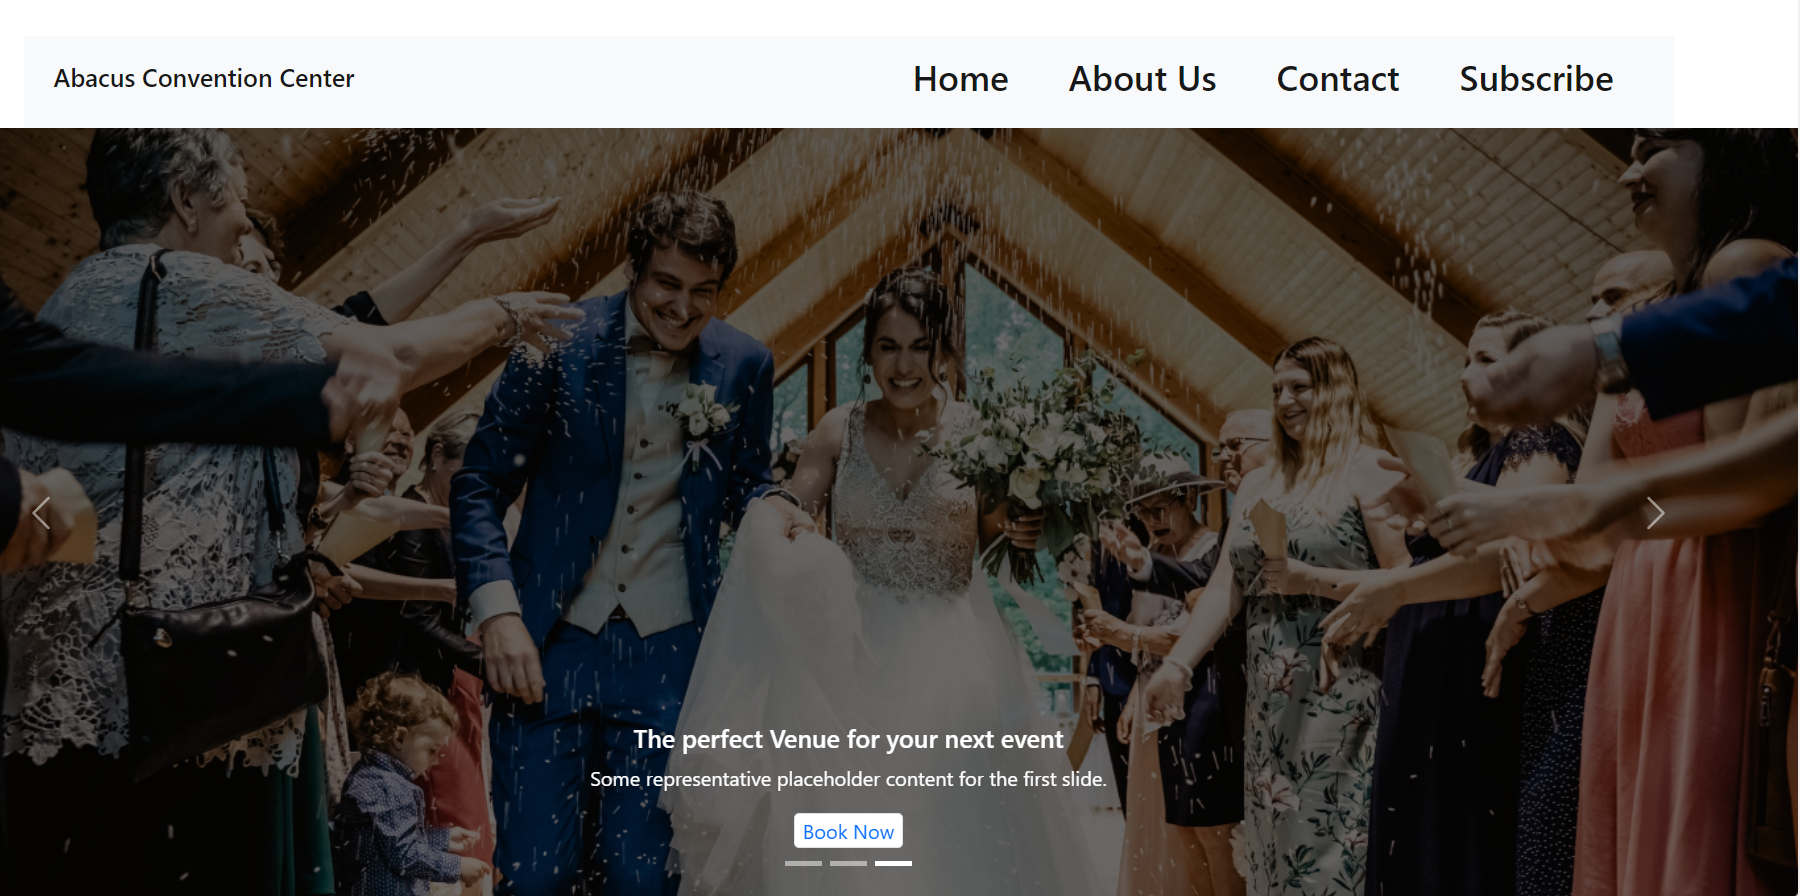 Abacus Convention Center
Home About Us Contact Subscribe
The perfect Venue for your next event
Some representative placeholder content for the first slide.
Book Now